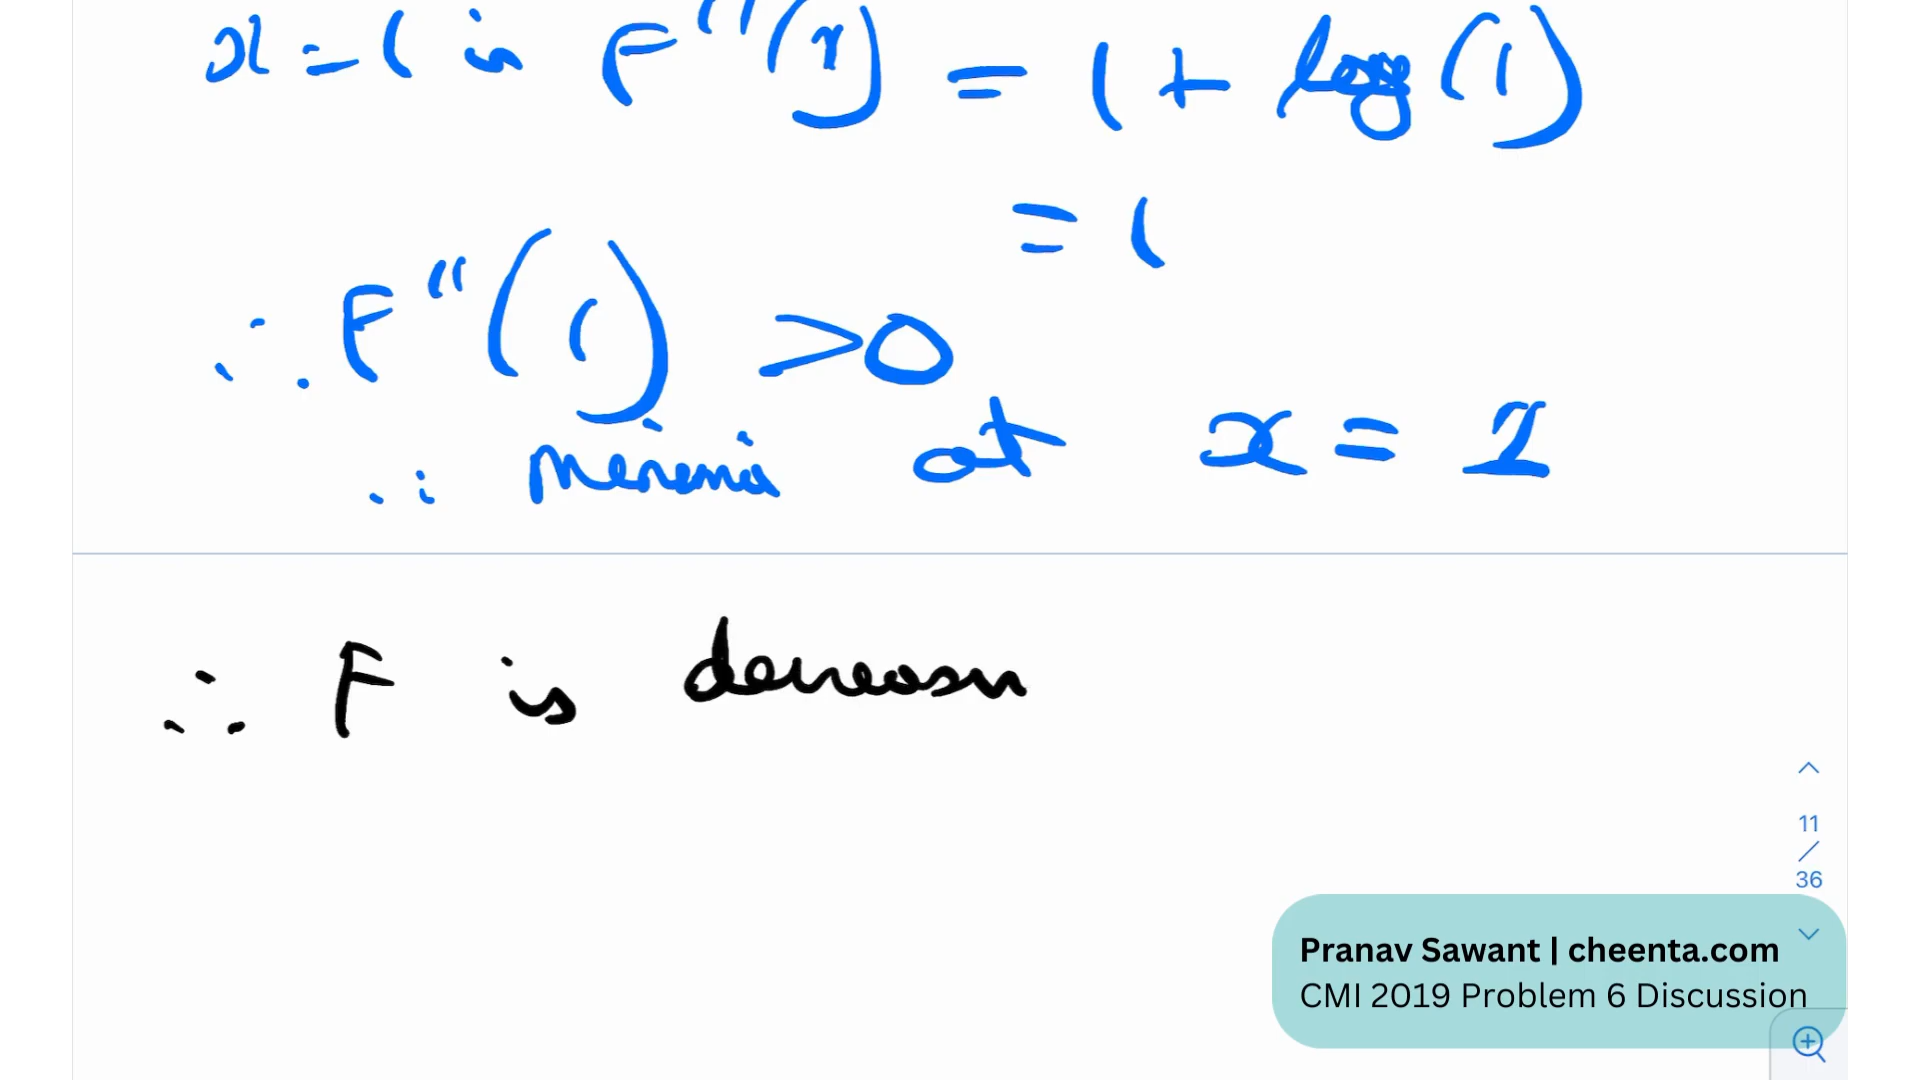 x = 1 in F''(x) = 1 + log(1)
= 1
∴ F''(1) >0
∴ minima at x = 1
∴ F is decreasn
11
/
36
Pranav Sawant | cheenta.com
CMI 2019 Problem 6 Discussion